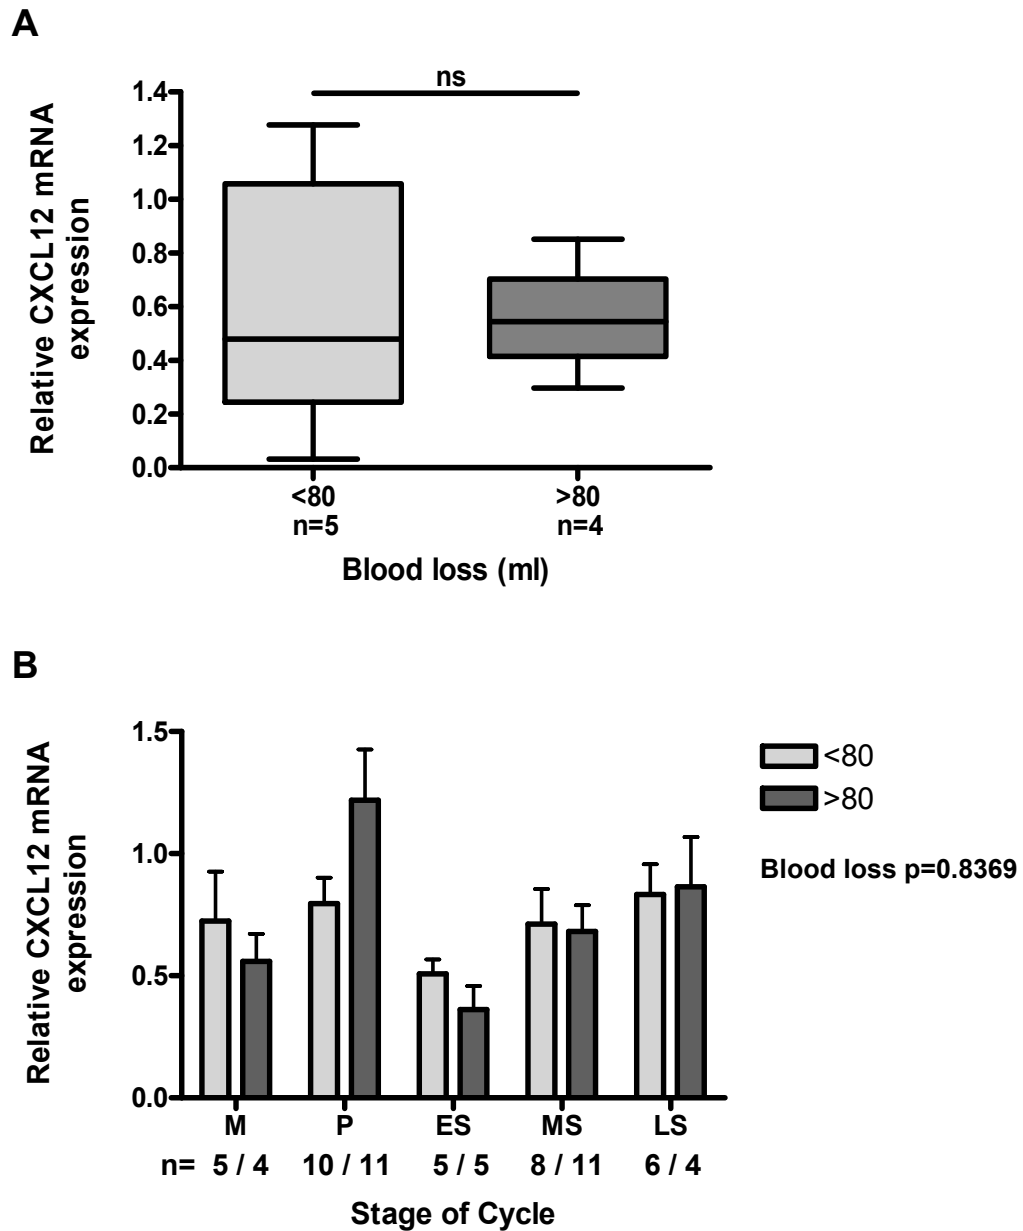 A
ns
1.4
1.2
1.0
0.8
0.6
0.4
0.2
0.0
Relative CXCL12 mRNA
expression
<80
>80
n=5
n=4
Blood loss (ml)
B
1.5
1.0
0.5
0.0
Relative CXCL12 mRNA
expression
<80
>80
Blood loss p=0.8369
M P ES MS LS
n= 5 / 4 10 / 11 5 / 5 8 / 11 6 / 4
Stage of Cycle